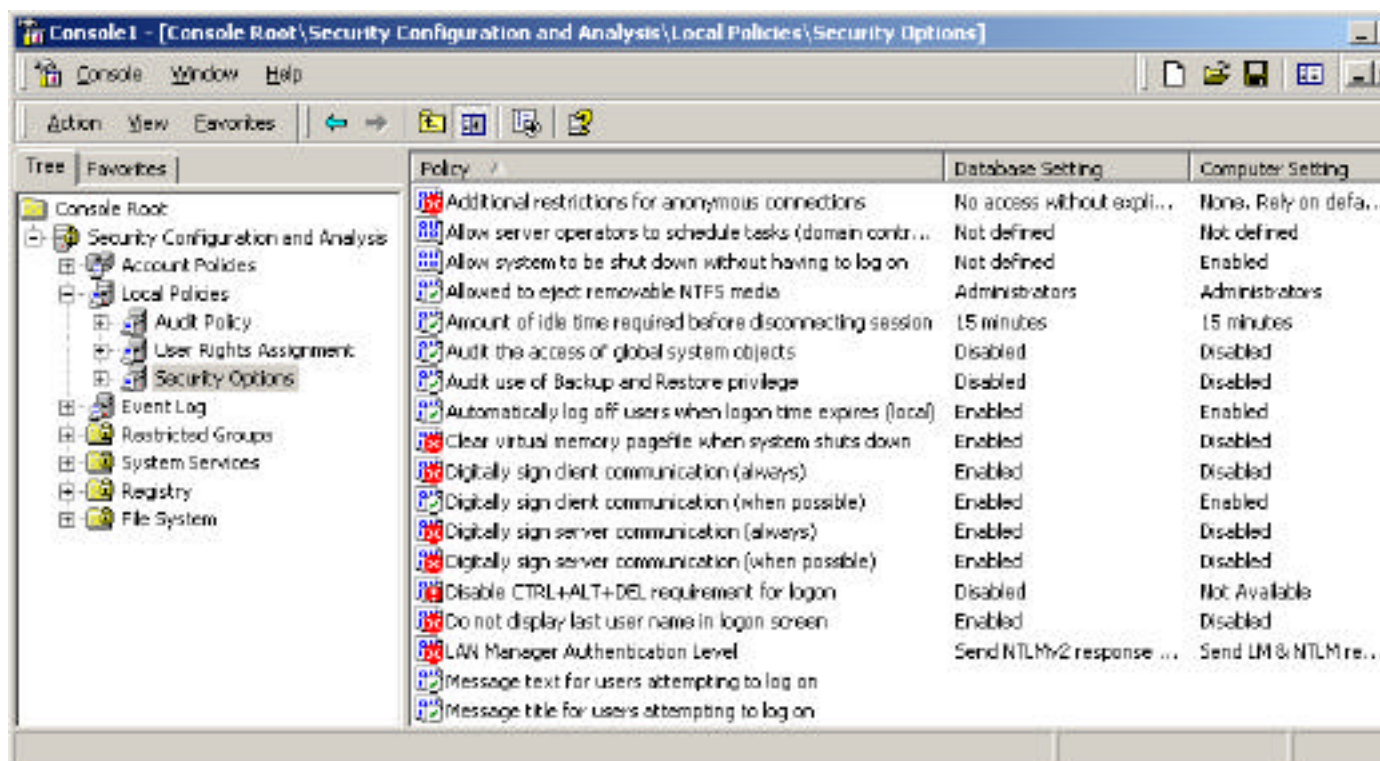 Console1 - [Console Root\Security Configuration and Analysis\Local Policies\Security Options]
Console Window Help
Action View Favorites
Tree Favorites
Policy Database Setting Computer Setting
Console Root
Security Configuration and Analysis
Account Policies
Local Policies
Audit Policy
User Rights Assignment
Security Options
Event Log
Restricted Groups
System Services
Registry
File System
Additional restrictions for anonymous connections No access without expli... None. Rely on defa...
Allow server operators to schedule tasks (domain contr... Not defined Not defined
Allow system to be shut down without having to log on Not defined Enabled
Allowed to eject removable NTFS media Administrators Administrators
Amount of idle time required before disconnecting session 15 minutes 15 minutes
Audit the access of global system objects Disabled Disabled
Audit use of Backup and Restore privilege Disabled Disabled
Automatically log off users when logon time expires (local) Enabled Enabled
Clear virtual memory pagefile when system shuts down Enabled Disabled
Digitally sign client communication (always) Enabled Disabled
Digitally sign client communication (when possible) Enabled Enabled
Digitally sign server communication (always) Enabled Disabled
Digitally sign server communication (when possible) Enabled Disabled
Disable CTRL+ALT+DEL requirement for logon Disabled Not Available
Do not display last user name in logon screen Enabled Disabled
LAN Manager Authentication Level Send NTLMv2 response ... Send LM & NTLM re...
Message text for users attempting to log on
Message title for users attempting to log on